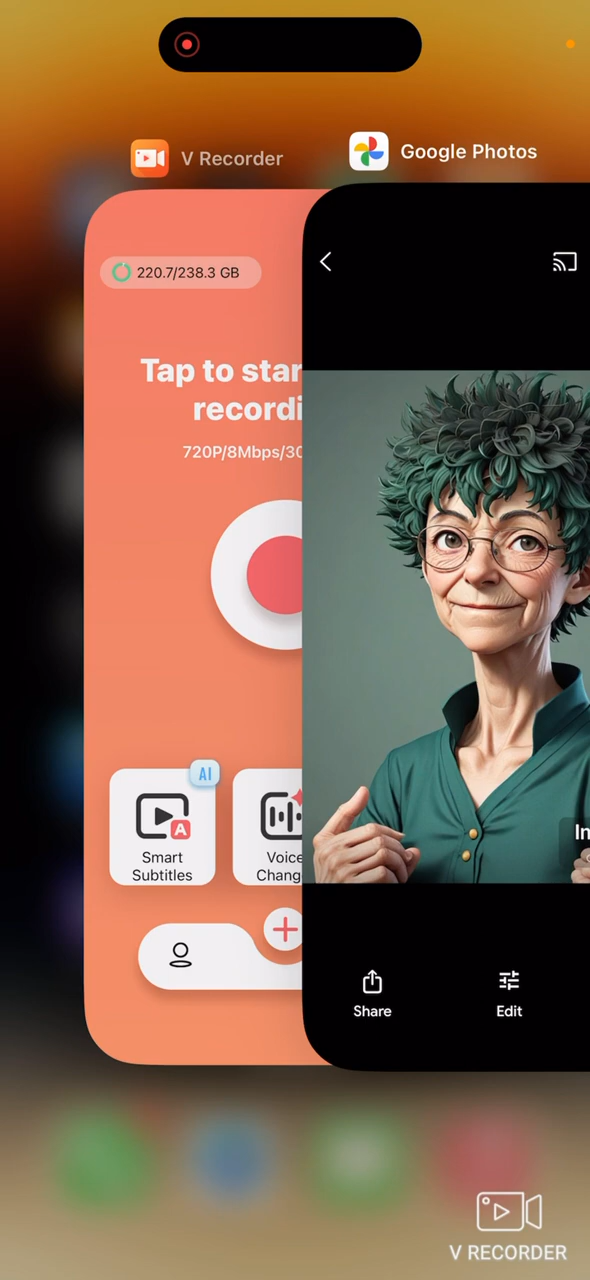 V Recorder
Google Photos
220.7/238.3 GB
Tap to star
recordi
720P/8Mbps/30
AI
A
Smart
Subtitles
Voice
Chang
In
Share
Edit
V RECORDER